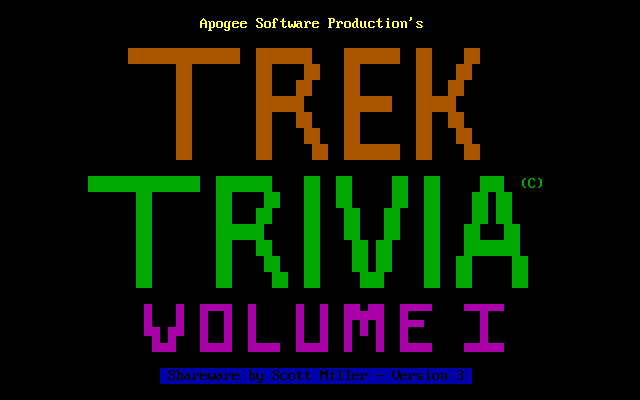 Apogee Software Production's
TREK
TRIVIA (C)
VOLUME I
Shareware by Scott Miller - Version 3